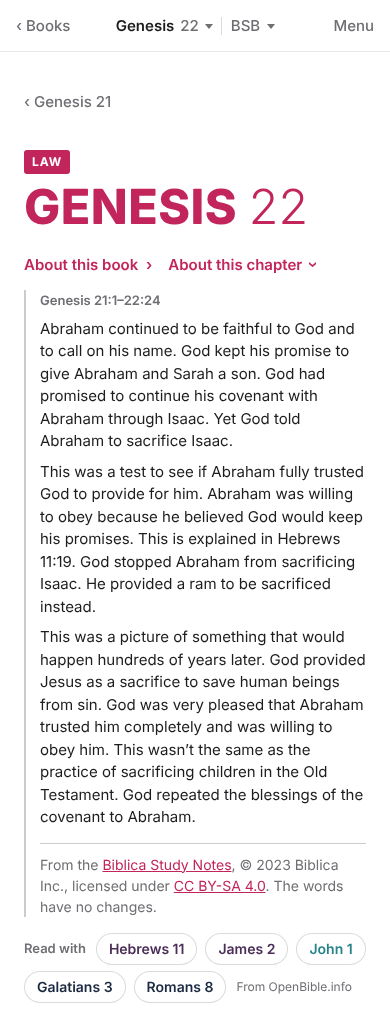 ‹ Books Genesis 22 BSB Menu
‹ Genesis 21
LAW
GENESIS 22
About this book › About this chapter
Genesis 21:1–22:24
Abraham continued to be faithful to God and
to call on his name. God kept his promise to
give Abraham and Sarah a son. God had
promised to continue his covenant with
Abraham through Isaac. Yet God told
Abraham to sacrifice Isaac.
This was a test to see if Abraham fully trusted
God to provide for him. Abraham was willing
to obey because he believed God would keep
his promises. This is explained in Hebrews
11:19. God stopped Abraham from sacrificing
Isaac. He provided a ram to be sacrificed
instead.
This was a picture of something that would
happen hundreds of years later. God provided
Jesus as a sacrifice to save human beings
from sin. God was very pleased that Abraham
trusted him completely and was willing to
obey him. This wasn’t the same as the
practice of sacrificing children in the Old
Testament. God repeated the blessings of the
covenant to Abraham.
From the Biblica Study Notes, © 2023 Biblica
Inc., licensed under CC BY-SA 4.0. The words
have no changes.
Read with Hebrews 11 James 2 John 1
Galatians 3 Romans 8 From OpenBible.info